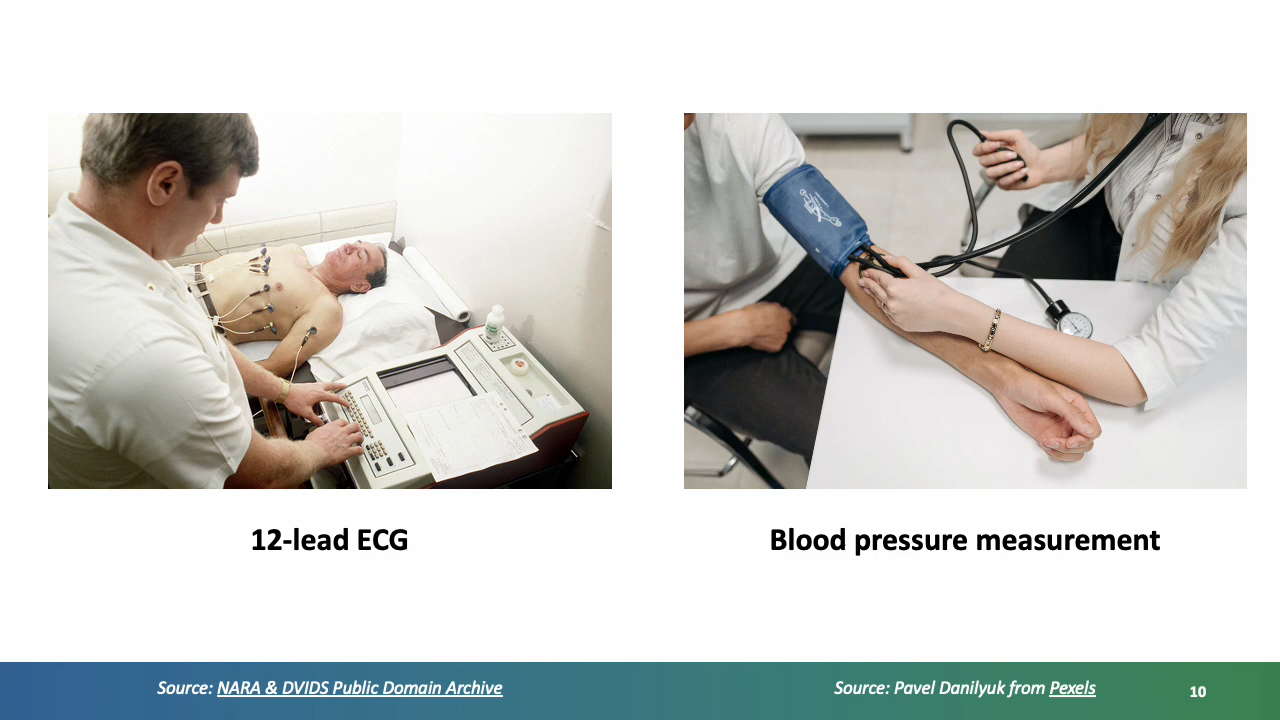 12-lead ECG
Blood pressure measurement
Source: NARA & DVIDS Public Domain Archive
Source: Pavel Danilyuk from Pexels
10